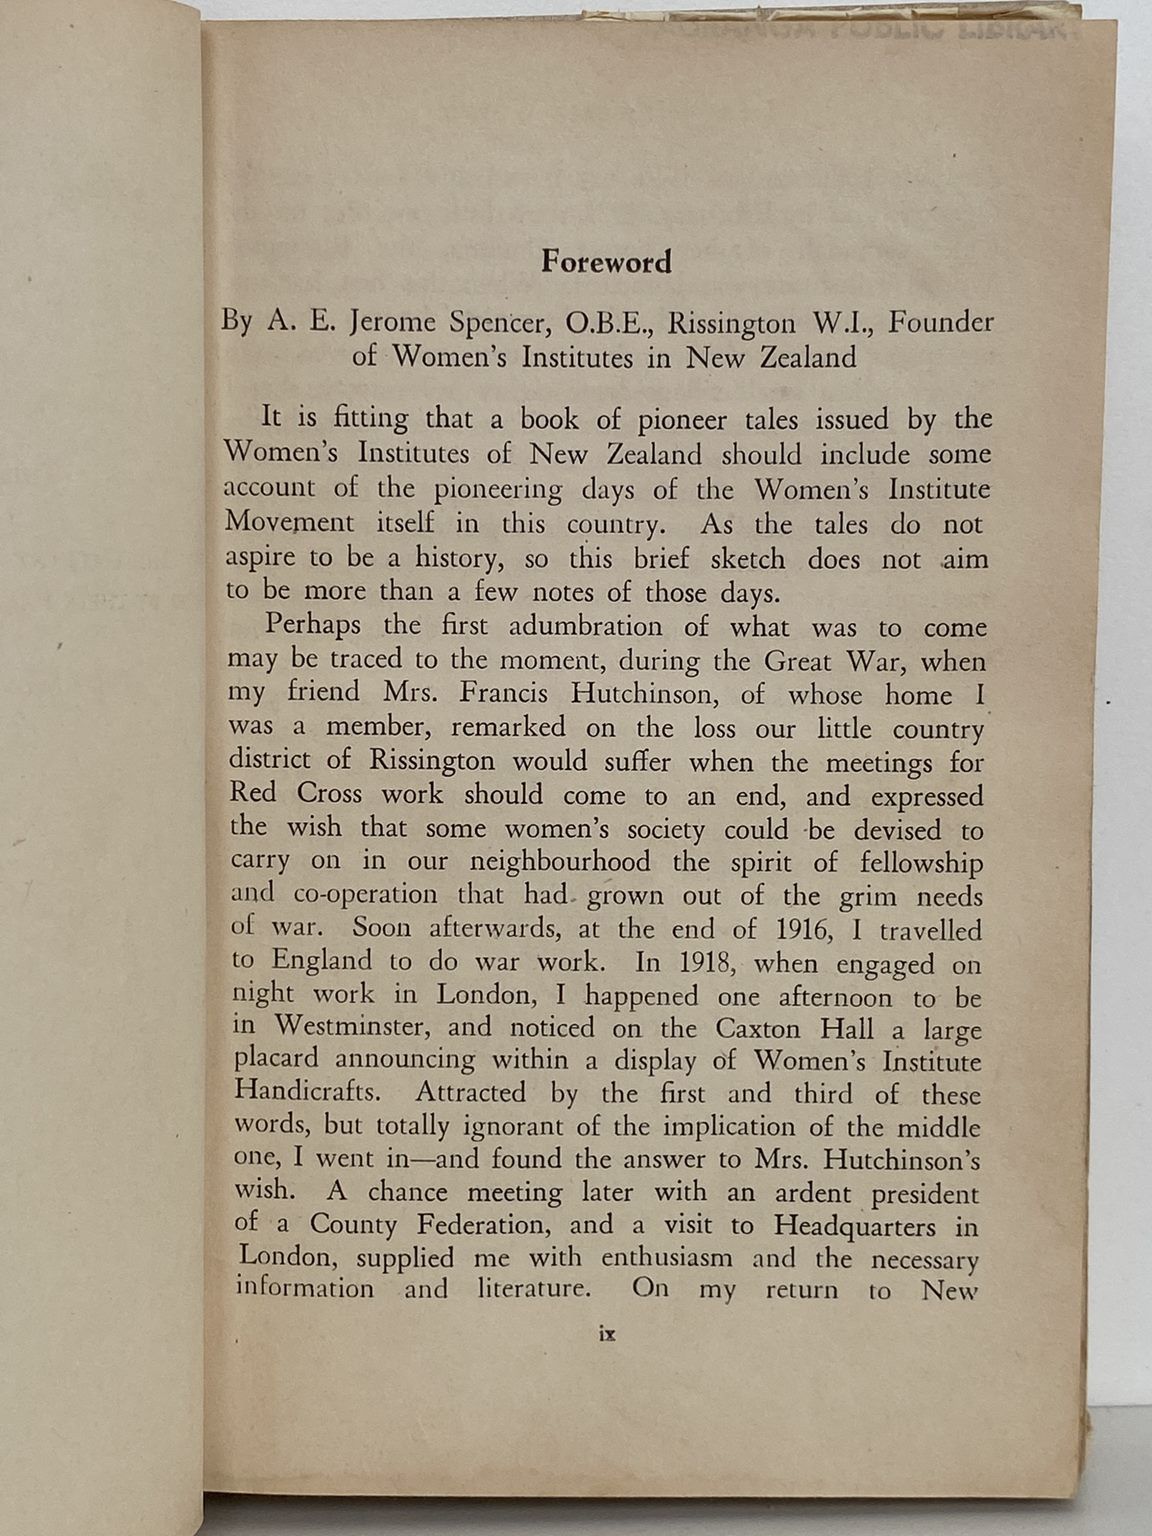 Foreword
By A. E. Jerome Spencer, O.B.E., Rissington W.I., Founder
of Women's Institutes in New Zealand
It is fitting that a book of pioneer tales issued by the
Women's Institutes of New Zealand should include some
account of the pioneering days of the Women's Institute
Movement itself in this country. As the tales do not
aspire to be a history, so this brief sketch does not aim
to be more than a few notes of those days.
Perhaps the first adumbration of what was to come
may be traced to the moment, during the Great War, when
my friend Mrs. Francis Hutchinson, of whose home I
was a member, remarked on the loss our little country
district of Rissington would suffer when the meetings for
Red Cross work should come to an end, and expressed
the wish that some women's society could be devised to
carry on in our neighbourhood the spirit of fellowship
and co-operation that had grown out of the grim needs
of war. Soon afterwards, at the end of 1916, I travelled
to England to do war work. In 1918, when engaged on
night work in London, I happened one afternoon to be
in Westminster, and noticed on the Caxton Hall a large
placard announcing within a display of Women's Institute
Handicrafts. Attracted by the first and third of these
words, but totally ignorant of the implication of the middle
one, I went in—and found the answer to Mrs. Hutchinson's
wish. A chance meeting later with an ardent president
of a County Federation, and a visit to Headquarters in
London, supplied me with enthusiasm and the necessary
information and literature. On my return to New
ix